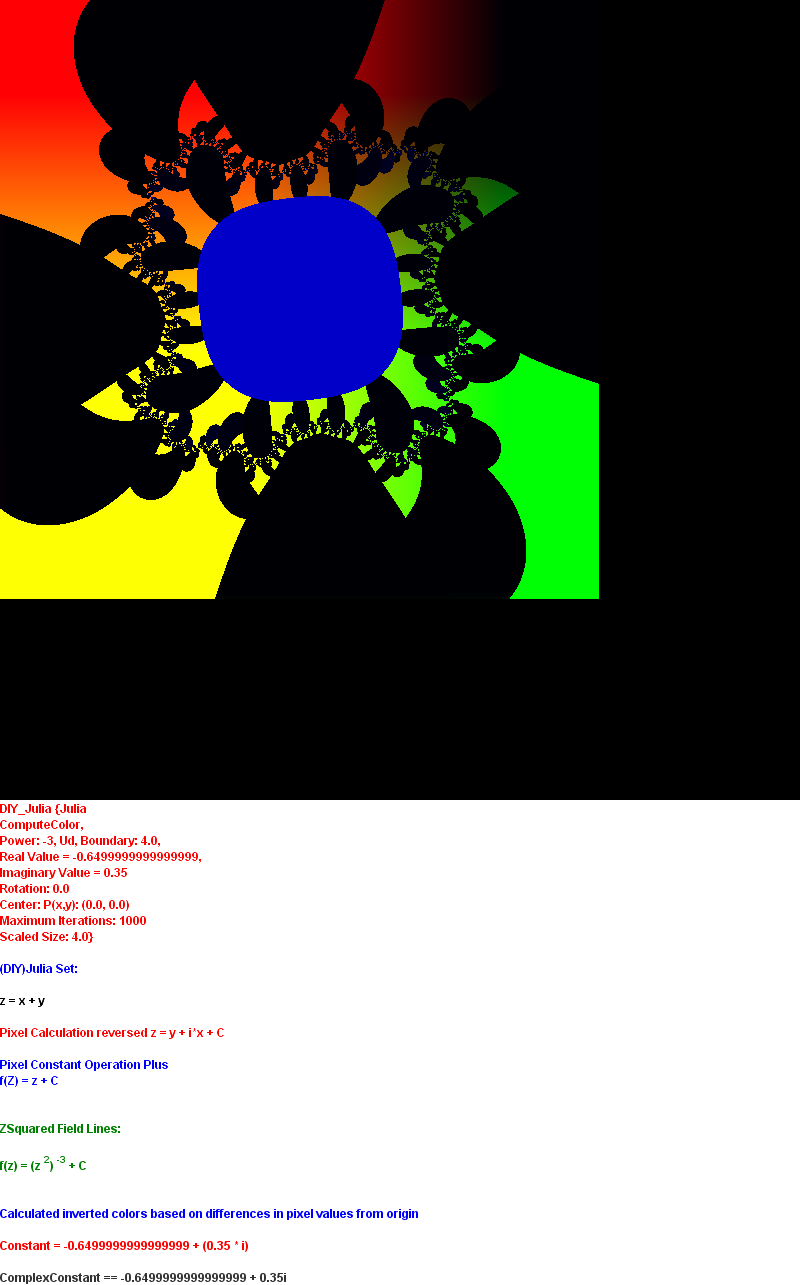 DIY_Julia {Julia
ComputeColor,
Power: -3, Ud, Boundary: 4.0,
Real Value = -0.6499999999999999,
Imaginary Value = 0.35
Rotation: 0.0
Center: P(x,y): (0.0, 0.0)
Maximum Iterations: 1000
Scaled Size: 4.0}
(DIY)Julia Set:
z = x + y
Pixel Calculation reversed z = y + i*x + C
Pixel Constant Operation Plus
f(Z) = z + C
ZSquared Field Lines:
f(z) = (z 2) -3 + C
Calculated inverted colors based on differences in pixel values from origin
Constant = -0.6499999999999999 + (0.35 * i)
ComplexConstant == -0.6499999999999999 + 0.35i